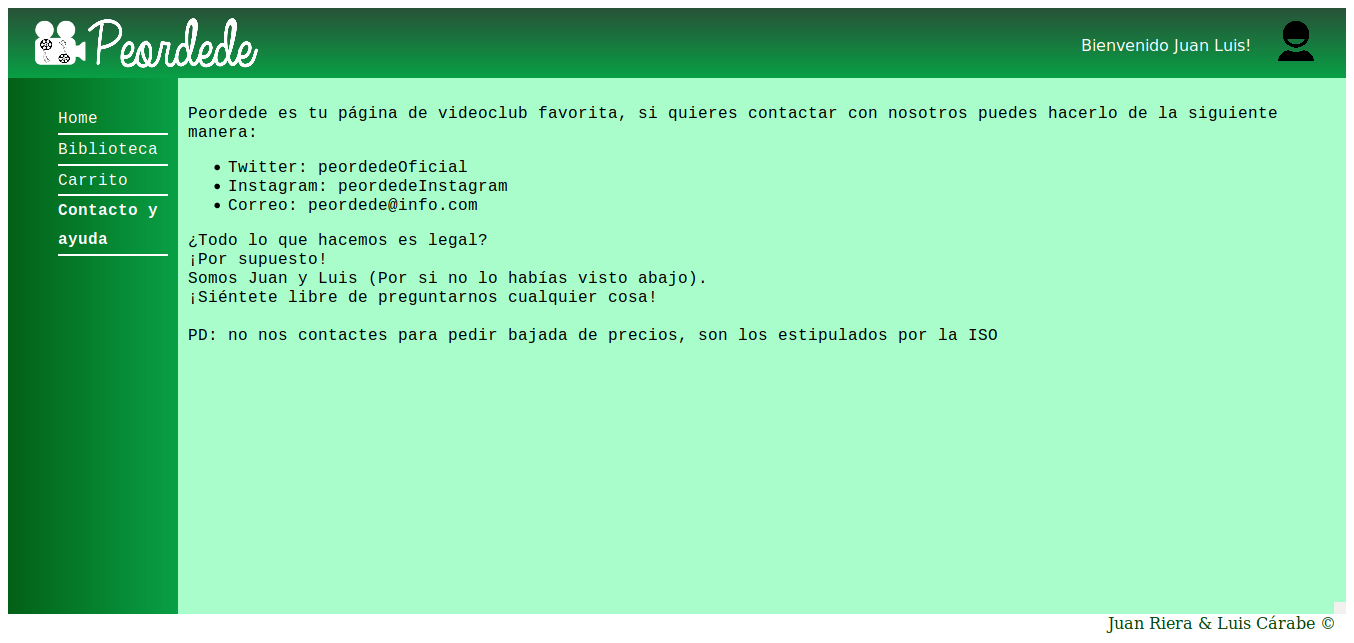 Peordede
Bienvenido Juan Luis!
Home
Biblioteca
Carrito
Contacto y
ayuda
Peordede es tu página de videoclub favorita, si quieres contactar con nosotros puedes hacerlo de la siguiente
manera:
• Twitter: peordedeOficial
• Instagram: peordedeInstagram
• Correo: peordede@info.com
¿Todo lo que hacemos es legal?
¡Por supuesto!
Somos Juan y Luis (Por si no lo habías visto abajo).
¡Siéntete libre de preguntarnos cualquier cosa!
PD: no nos contactes para pedir bajada de precios, son los estipulados por la ISO
Juan Riera & Luis Cárabe ©